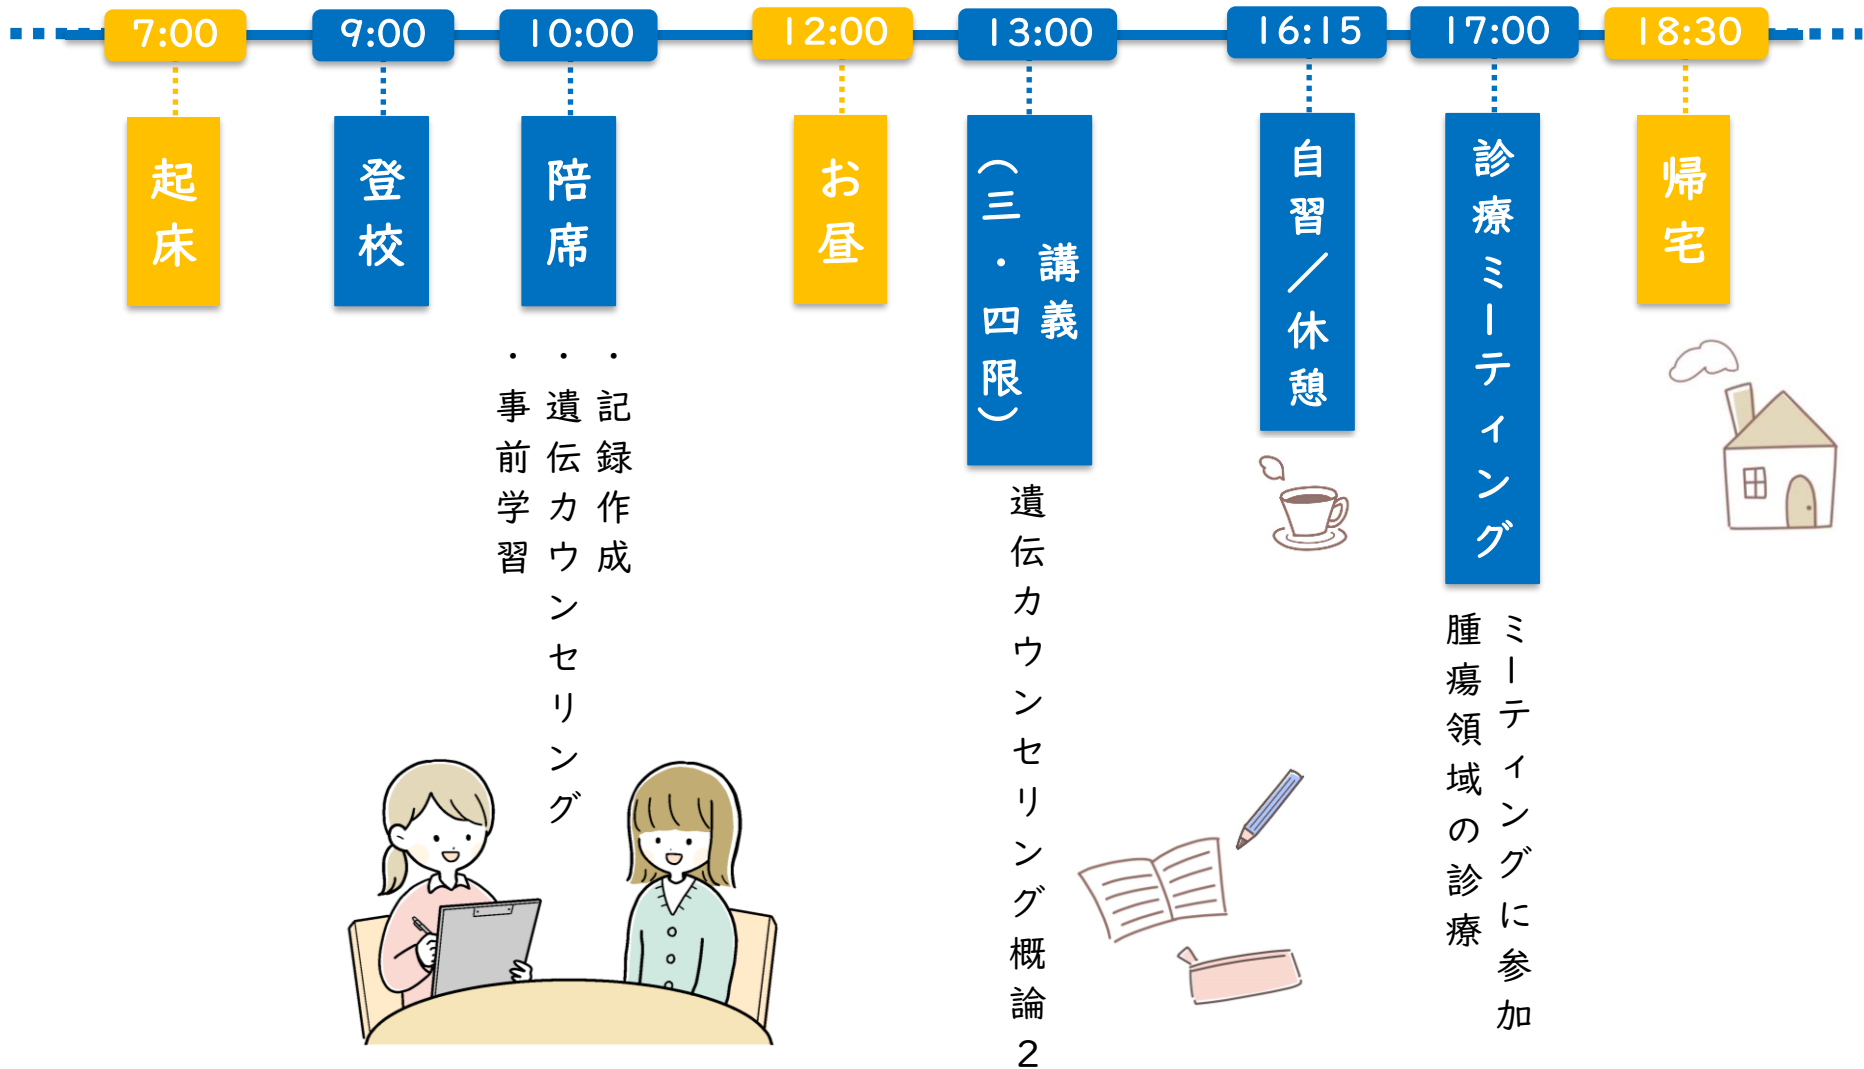 7:00
9:00
10:00
12:00
13:00
16:15
17:00
18:30
起床
登校
陪席
・事前学習
・遺伝カウンセリング
・記録作成
お昼
講義
（三・四限）
遺伝カウンセリング概論２
自習／休憩
診療ミーティング
腫瘍領域の診療
ミーティングに参加
帰宅